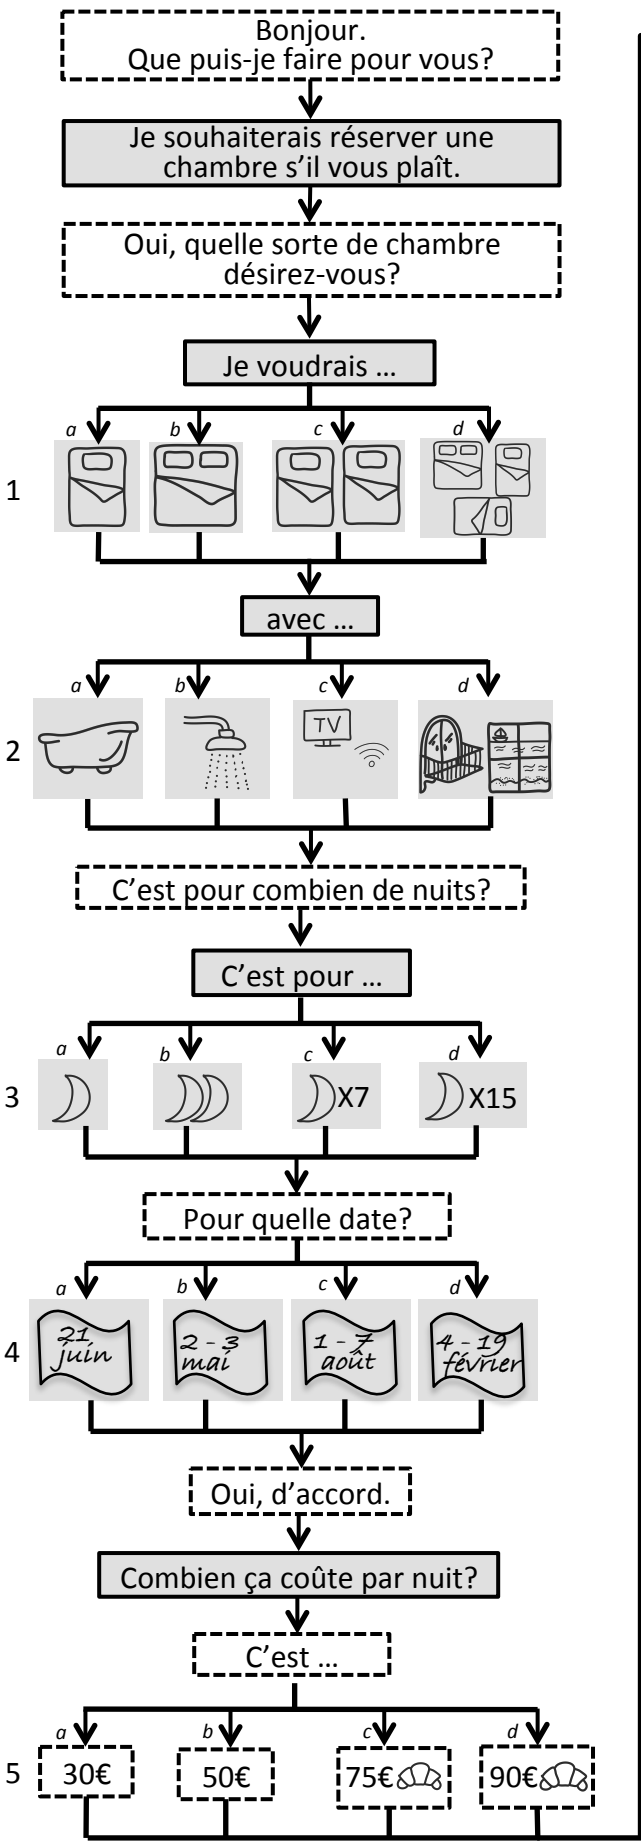 Bonjour.
Que puis-je faire pour vous?
Je souhaiterais réserver une
chambre s'il vous plaît.
Oui, quelle sorte de chambre
désirez-vous?
Je voudrais ...
a b c d
1
avec ...
a b c d
TV
2
C'est pour combien de nuits?
C'est pour ...
a b c d
3 X7 X15
Pour quelle date?
a b c d
21 2 - 3 1 - 7 4 - 19
4 juin mai août février
Oui, d'accord.
Combien ça coûte par nuit?
C'est ...
a b c d
5 30€ 50€ 75€ 90€